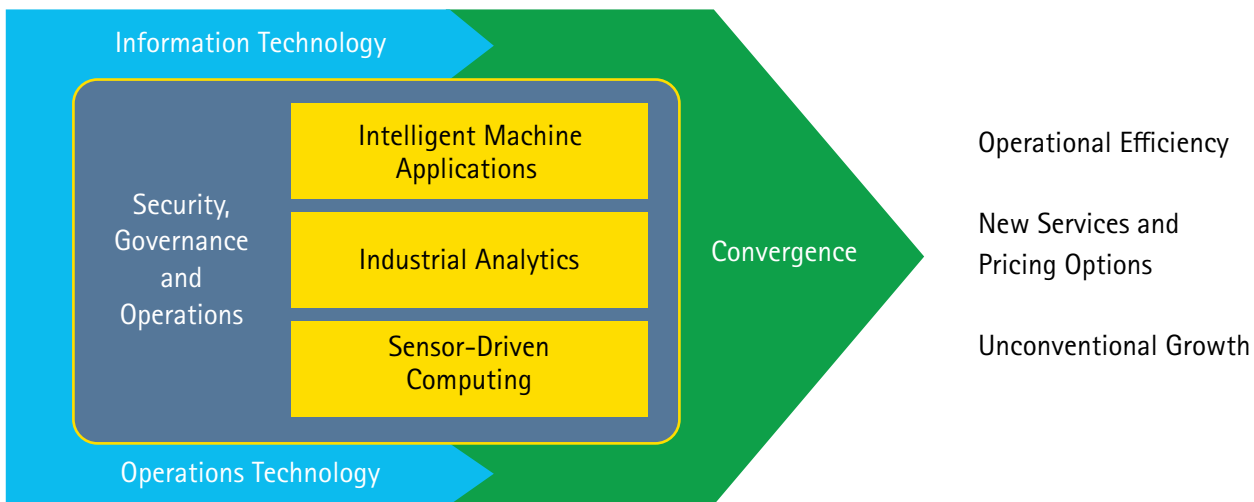 Information Technology
Security,
Governance
and
Operations
Intelligent Machine
Applications
Industrial Analytics
Sensor-Driven
Computing
Operations Technology
Convergence
Operational Efficiency
New Services and
Pricing Options
Unconventional Growth